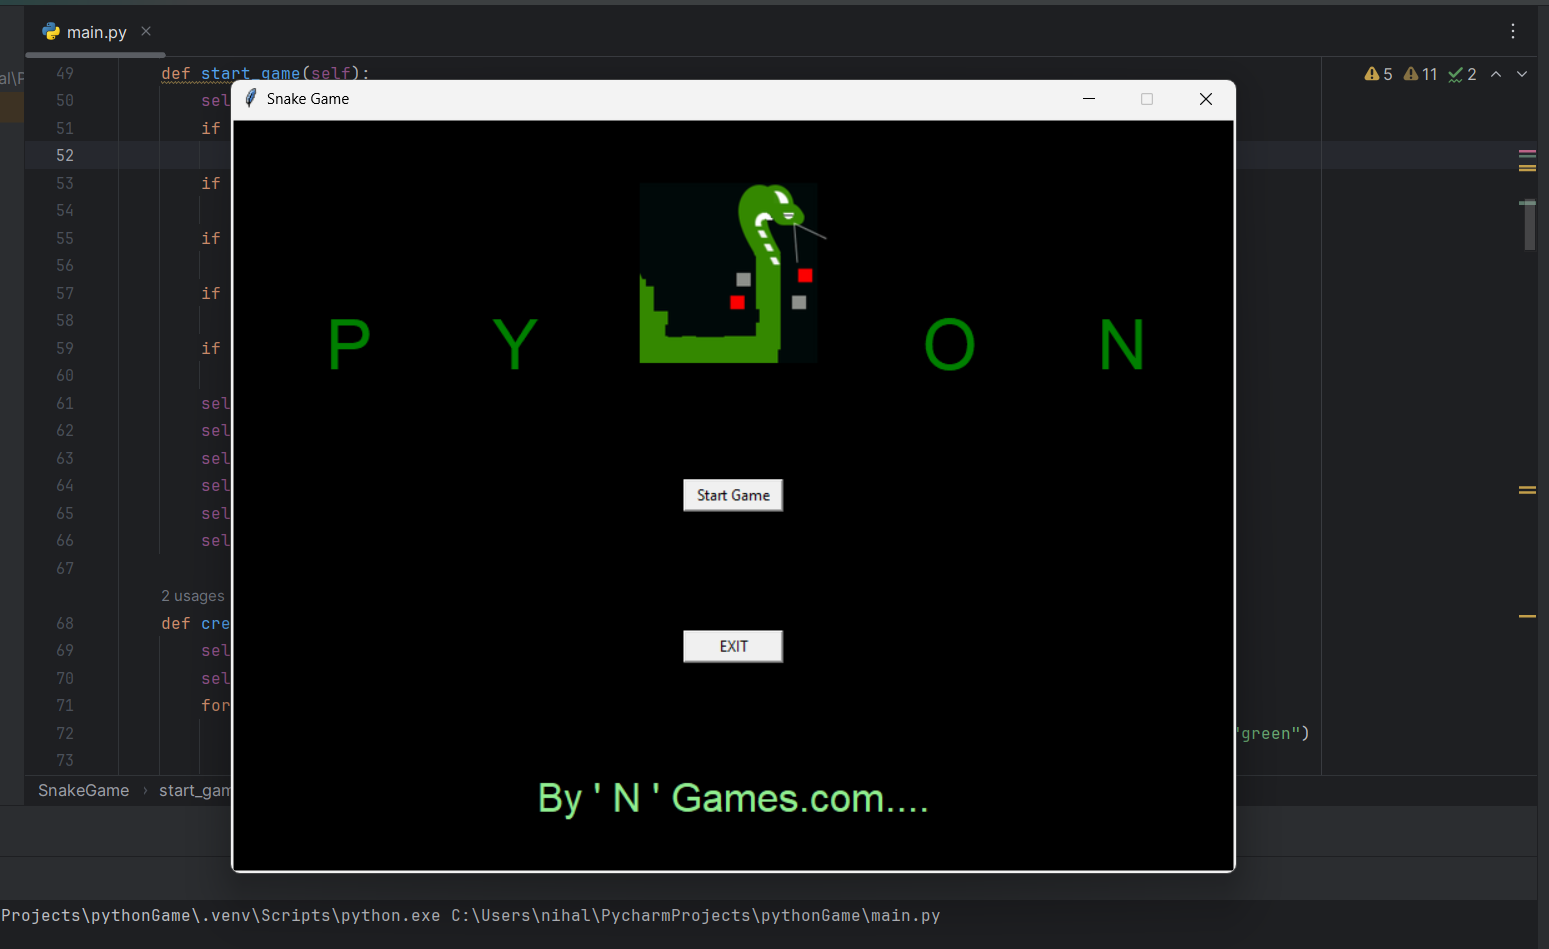 main.py
49 def start_game(self):
5 11 2
50 sel
51 if
52
53 if
54
55 if
56
57 if
58
59 if
60
61 sel
62 sel
63 sel
64 sel
65 sel
66 sel
67
2 usages
68 def cre
69 sel
70 sel
71 for
72 "green")
73
SnakeGame › start_gam
Snake Game
P Y O N
Start Game
EXIT
By ' N ' Games.com....
Projects\pythonGame\.venv\Scripts\python.exe C:\Users\nihal\PycharmProjects\pythonGame\main.py